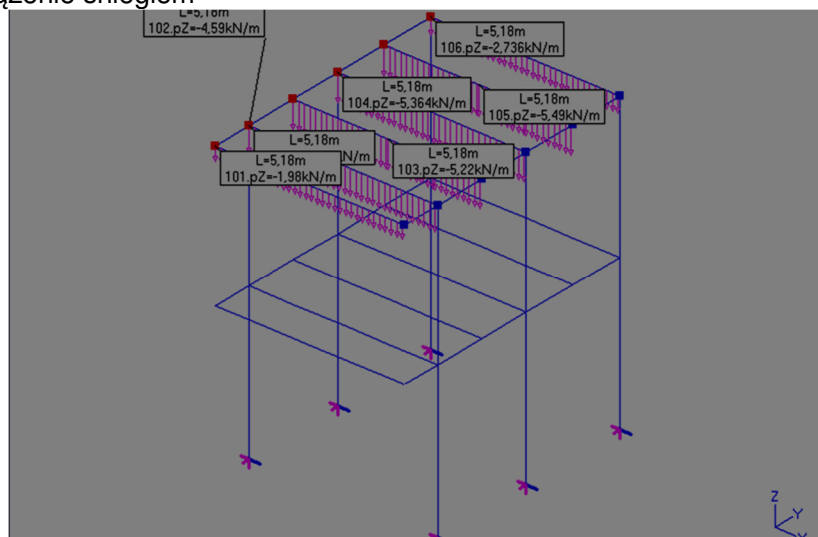 L=5,18m
102.pZ=-4,59kN/m
L=5,18m
106.pZ=-2,736kN/m
L=5,18m
104.pZ=-5,364kN/m
L=5,18m
105.pZ=-5,49kN/m
L=5,18m
103.pZ=-5,22kN/m
L=5,18m
N/m
L=5,18m
101.pZ=-1,98kN/m
Z
Y